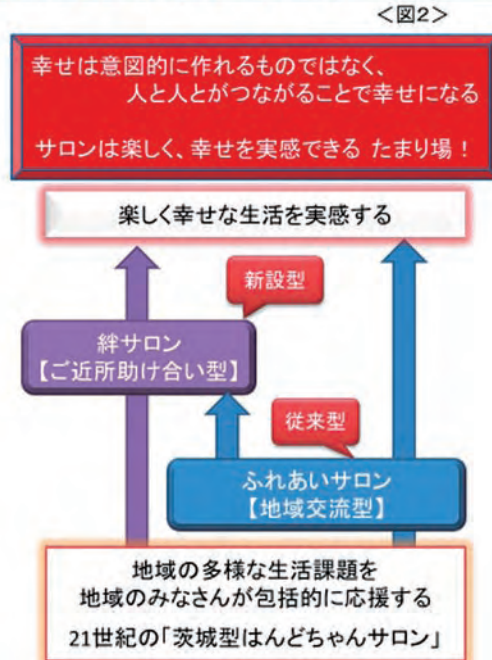 ＜図2＞
幸せは意図的に作れるものではなく、
人と人とがつながることで幸せになる
サロンは楽しく、幸せを実感できる たまり場！
楽しく幸せな生活を実感する
新設型
絆サロン
【ご近所助け合い型】
従来型
ふれあいサロン
【地域交流型】
地域の多様な生活課題を
地域のみなさんが包括的に応援する
21世紀の「茨城型はんどちゃんサロン」